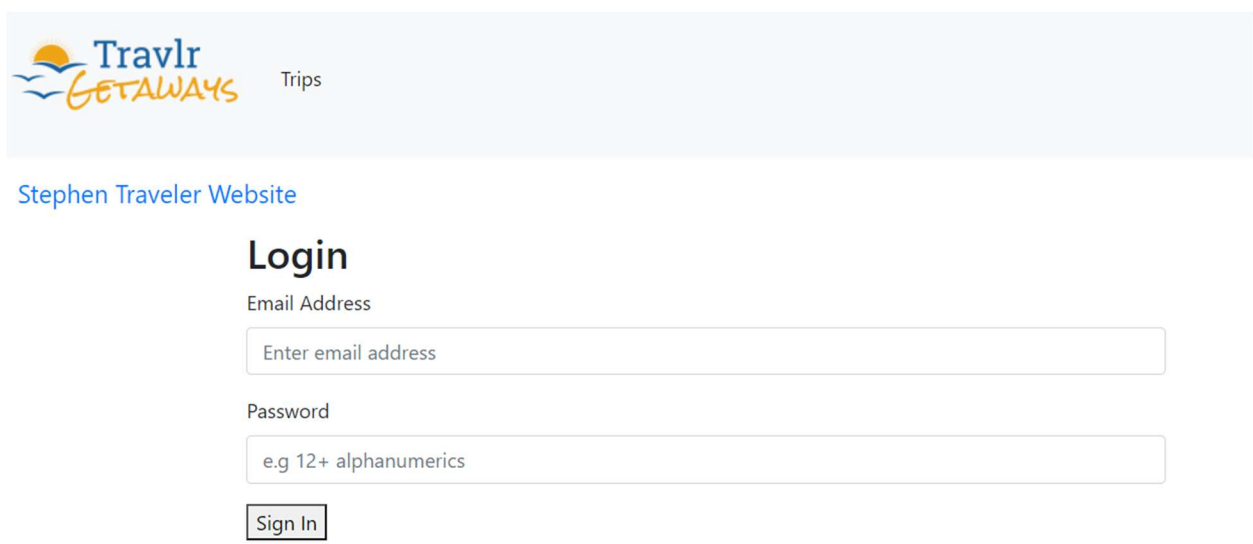 Travlr
GETAWAYS
Trips
Stephen Traveler Website
Login
Email Address
Enter email address
Password
e.g 12+ alphanumerics
Sign In